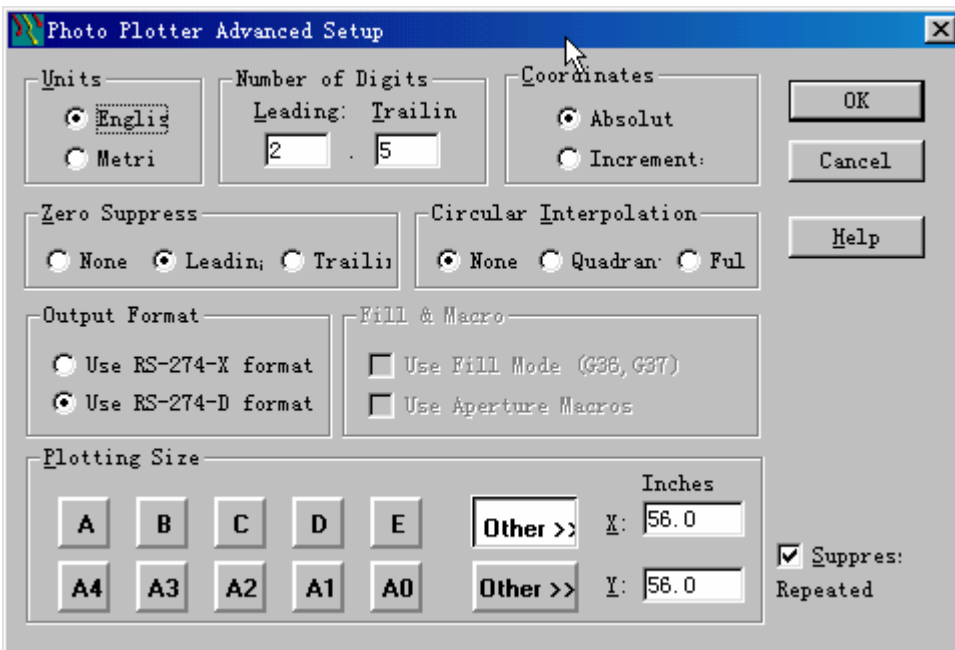 Photo Plotter Advanced Setup
Units
Englis
Metri
Number of Digits
Leading: Trailin
2 . 5
Coordinates
Absolut
Increment:
OK
Cancel
Help
Zero Suppress
None Leadin; Traili
Circular Interpolation
None Quadran Ful
Output Format
Use RS-274-X format
Use RS-274-D format
Fill & Macro
Use Fill Mode (G36,G37)
Use Aperture Macros
Plotting Size
A B C D E Other >>
A4 A3 A2 A1 A0 Other >>
Inches
X: 56.0
Y: 56.0
Suppres:
Repeated